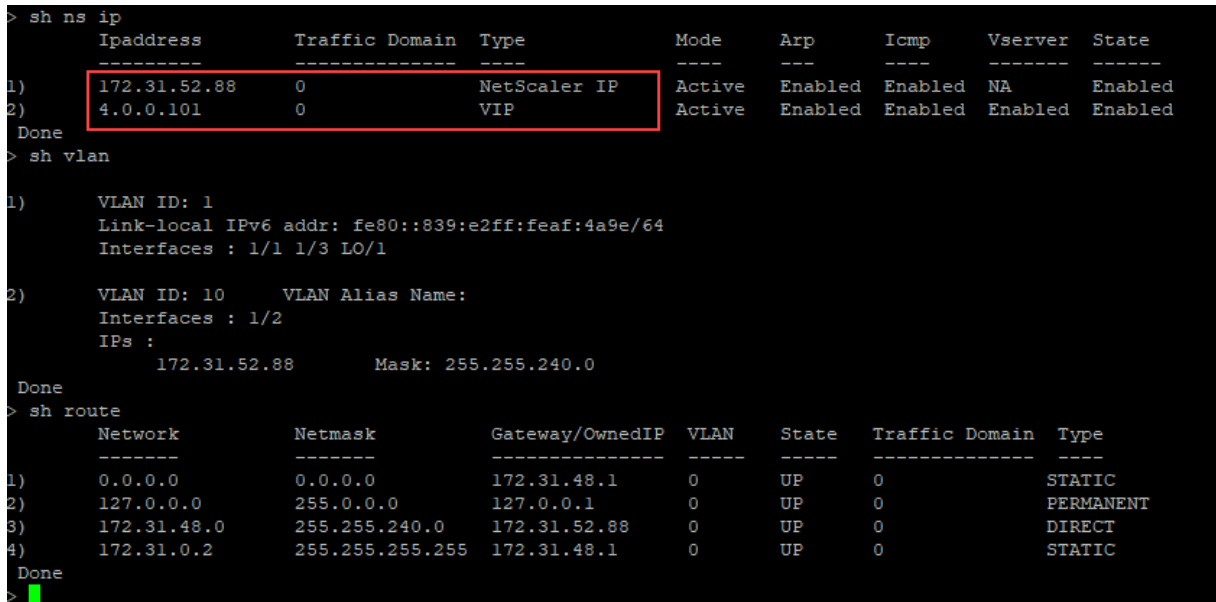 > sh ns ip
Ipaddress Traffic Domain Type Mode Arp Icmp Vserver State
--------- -------------- ---- ---- --- ---- ------- ------
1) 172.31.52.88 0 NetScaler IP Active Enabled Enabled NA Enabled
2) 4.0.0.101 0 VIP Active Enabled Enabled Enabled Enabled
Done
> sh vlan
1) VLAN ID: 1
Link-local IPv6 addr: fe80::839:e2ff:feaf:4a9e/64
Interfaces : 1/1 1/3 LO/1
2) VLAN ID: 10 VLAN Alias Name:
Interfaces : 1/2
IPs :
172.31.52.88 Mask: 255.255.240.0
Done
> sh route
Network Netmask Gateway/OwnedIP VLAN State Traffic Domain Type
------- ------- --------------- ----- ----- -------------- ----
1) 0.0.0.0 0.0.0.0 172.31.48.1 0 UP 0 STATIC
2) 127.0.0.0 255.0.0.0 127.0.0.1 0 UP 0 PERMANENT
3) 172.31.48.0 255.255.240.0 172.31.52.88 0 UP 0 DIRECT
4) 172.31.0.2 255.255.255.255 172.31.48.1 0 UP 0 STATIC
Done
>